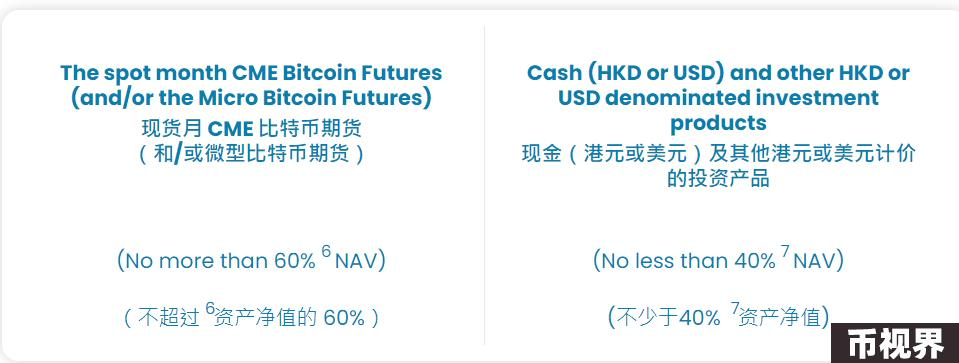 The spot month CME Bitcoin Futures
(and/or the Micro Bitcoin Futures)
现货月 CME 比特币期货
（和/或微型比特币期货）
(No more than 60% 6 NAV)
（不超过 6资产净值的 60%）
Cash (HKD or USD) and other HKD or
USD denominated investment
products
现金（港元或美元）及其他港元或美元计价
的投资产品
(No less than 40% 7 NAV)
(不少于40% 7资产净值)
币视界